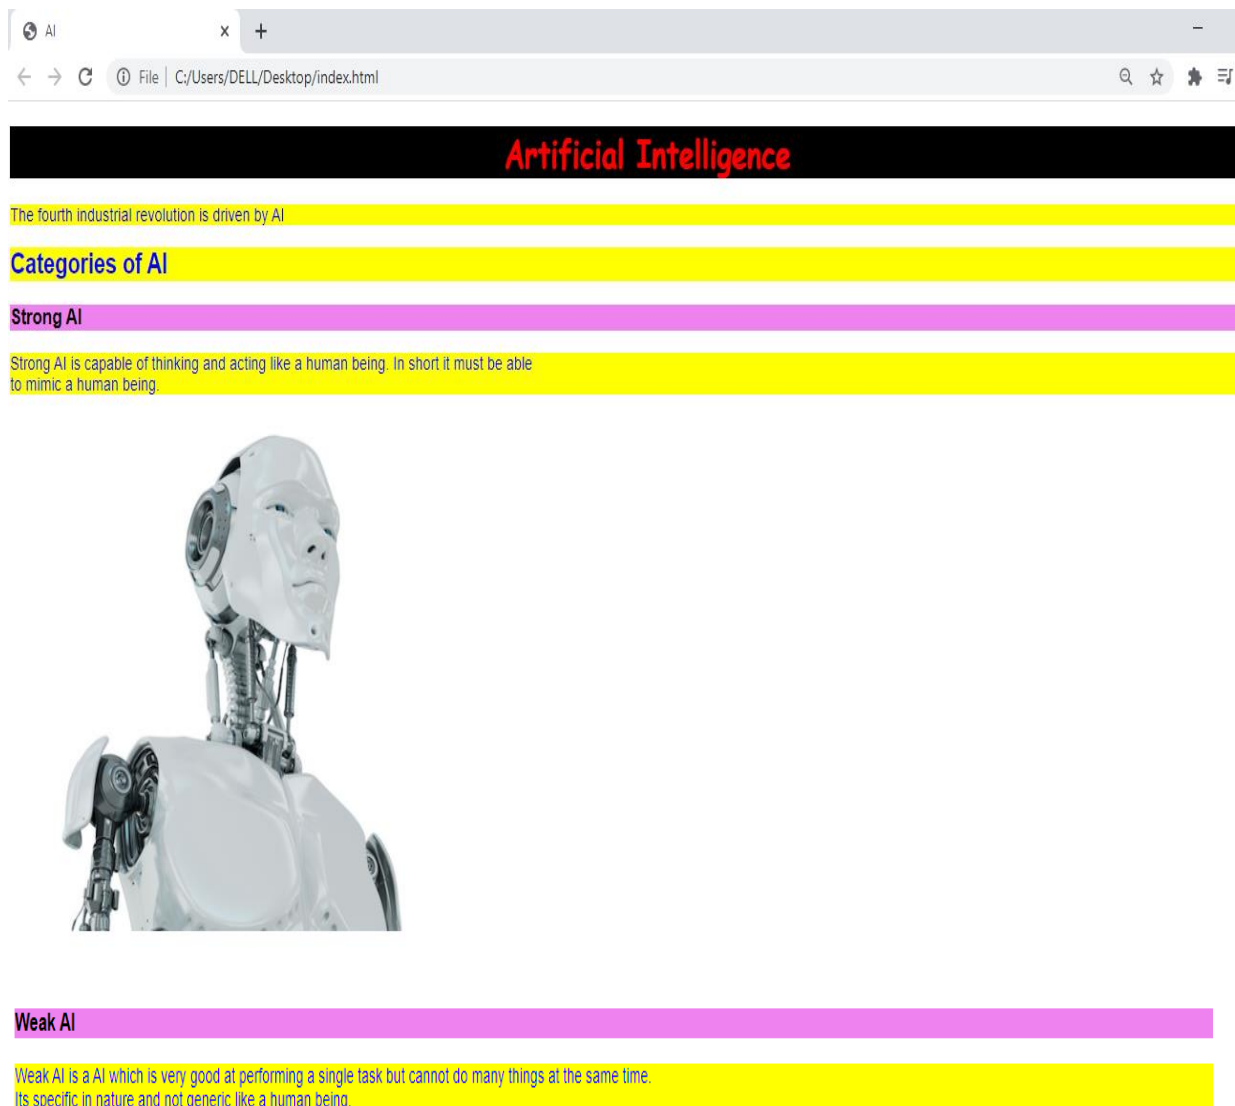 AI
File C:/Users/DELL/Desktop/index.html
Artificial Intelligence
The fourth industrial revolution is driven by AI
Categories of AI
Strong AI
Strong AI is capable of thinking and acting like a human being. In short it must be able
to mimic a human being.
Weak AI
Weak AI is a AI which is very good at performing a single task but cannot do many things at the same time.
Its specific in nature and not generic like a human being.